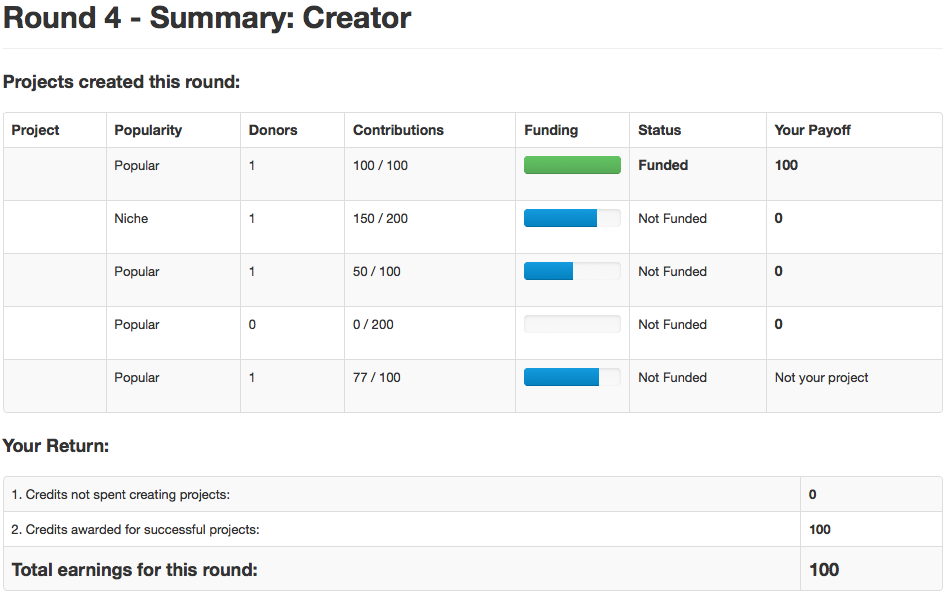 Round 4 - Summary: Creator
Projects created this round:
Project Popularity Donors Contributions Funding Status Your Payoff
Popular 1 100 / 100 Funded 100
Niche 1 150 / 200 Not Funded 0
Popular 1 50 / 100 Not Funded 0
Popular 0 0 / 200 Not Funded 0
Popular 1 77 / 100 Not Funded Not your project
Your Return:
1. Credits not spent creating projects: 0
2. Credits awarded for successful projects: 100
Total earnings for this round: 100